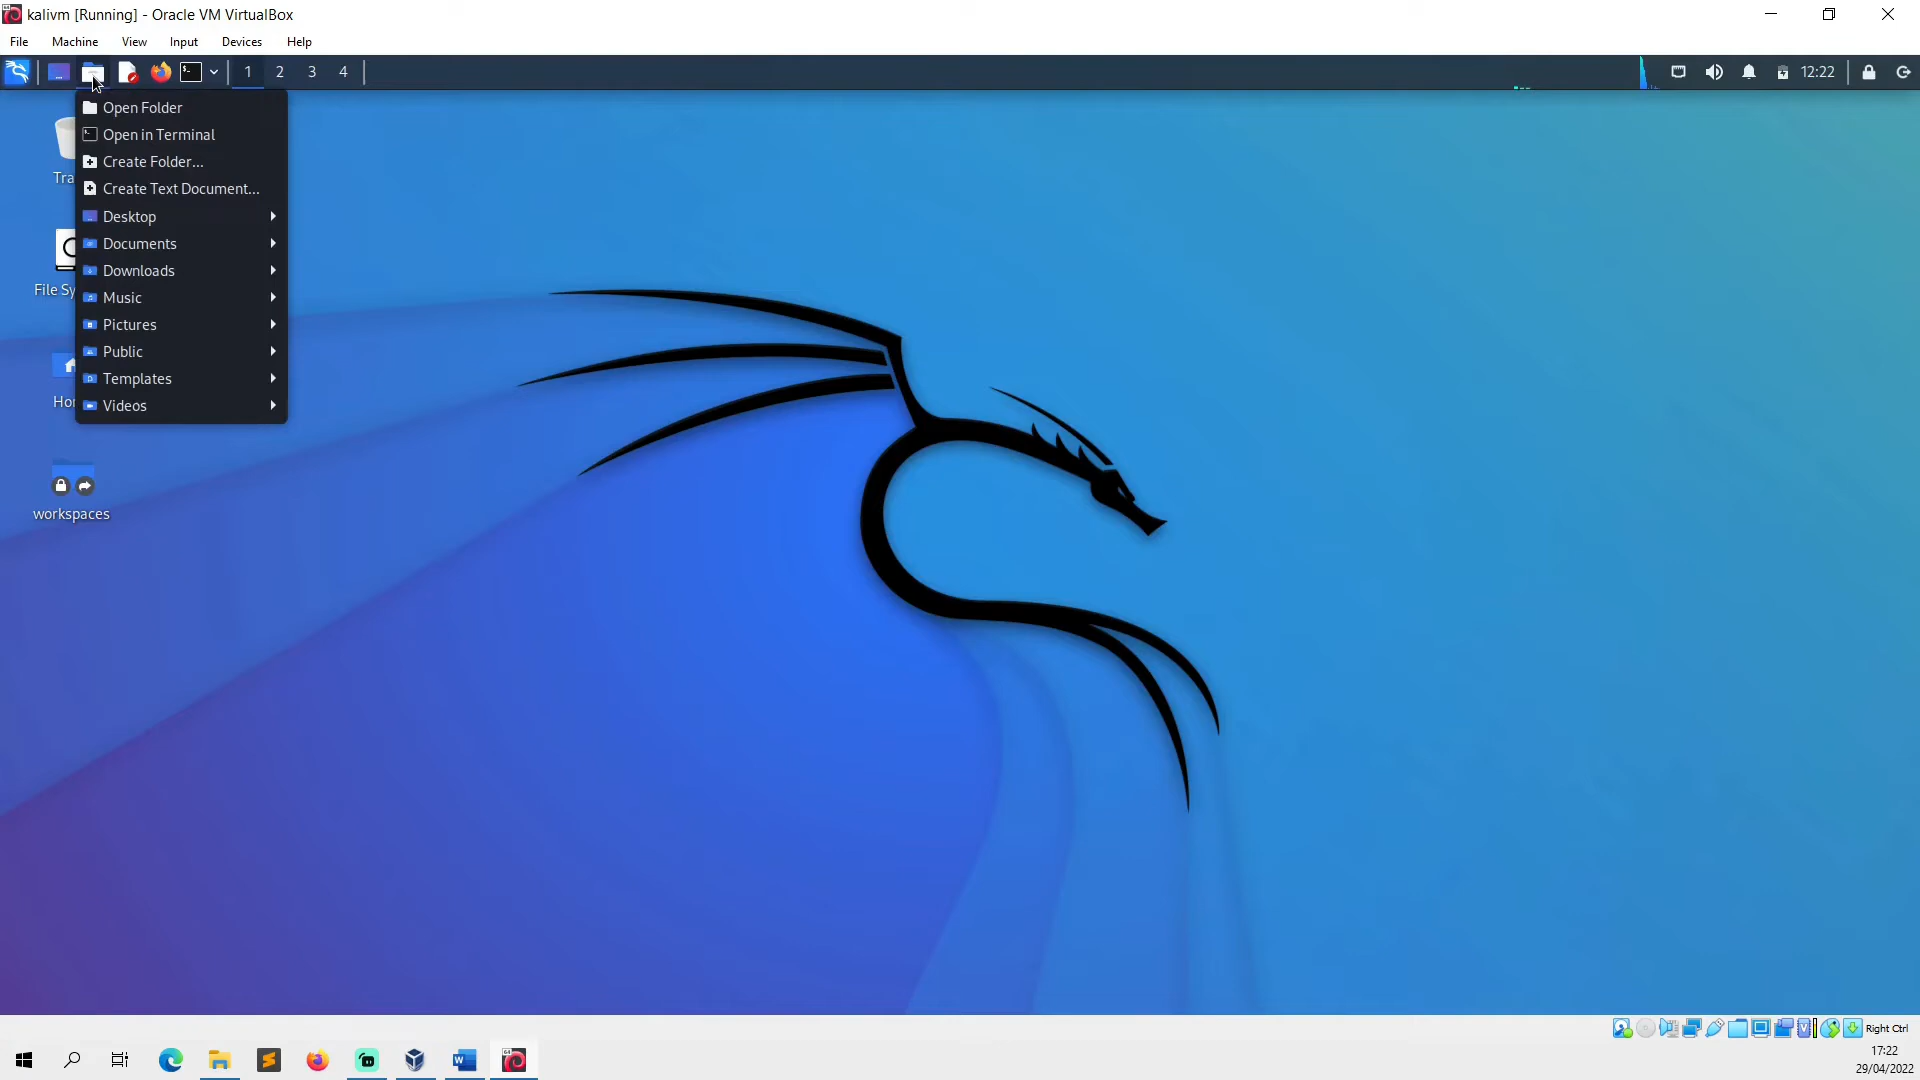 kalivm [Running] - Oracle VM VirtualBox
File Machine View Input Devices Help
1 2 3 4 12:22
Open Folder
Open in Terminal
Create Folder...
Create Text Document...
Desktop
Documents
Downloads
Music
Pictures
Public
Templates
Videos
Tra
File Sy
Hor
workspaces
Right Ctrl
17:22
29/04/2022